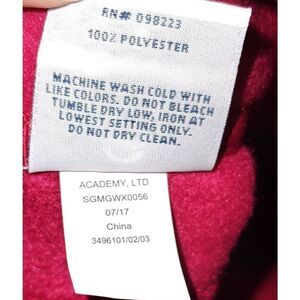 RN# 098223
100% POLYESTER
MACHINE WASH COLD WITH
LIKE COLORS. DO NOT BLEACH
TUMBLE DRY LOW, IRON AT
LOWEST SETTING ONLY.
DO NOT DRY CLEAN.
ACADEMY, LTD
SGMGWX0056
07/17
China
3496101/02/03